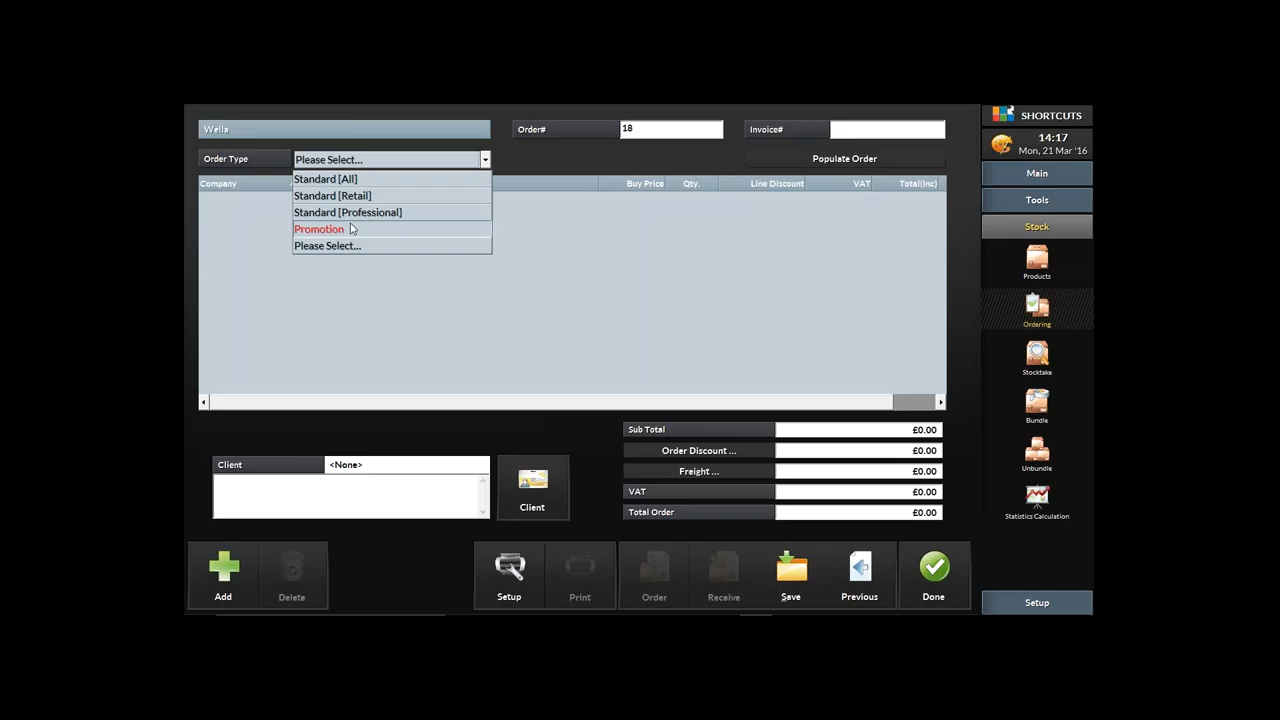 SHORTCUTS
Wella
Order#
18
Invoice#
14:17
Mon, 21 Mar '16
Order Type
Please Select...
Populate Order
Main
Company
Buy Price
Qty.
Line Discount
VAT
Total(Inc)
Standard [All]
Standard [Retail]
Standard [Professional]
Promotion
Please Select...
Tools
Stock
Products
Ordering
Stocktake
Bundle
Unbundle
Statistics Calculation
Sub Total
£0.00
Order Discount ...
£0.00
Freight ...
£0.00
VAT
£0.00
Total Order
£0.00
Client
<None>
Client
Add
Delete
Setup
Print
Order
Receive
Save
Previous
Done
Setup